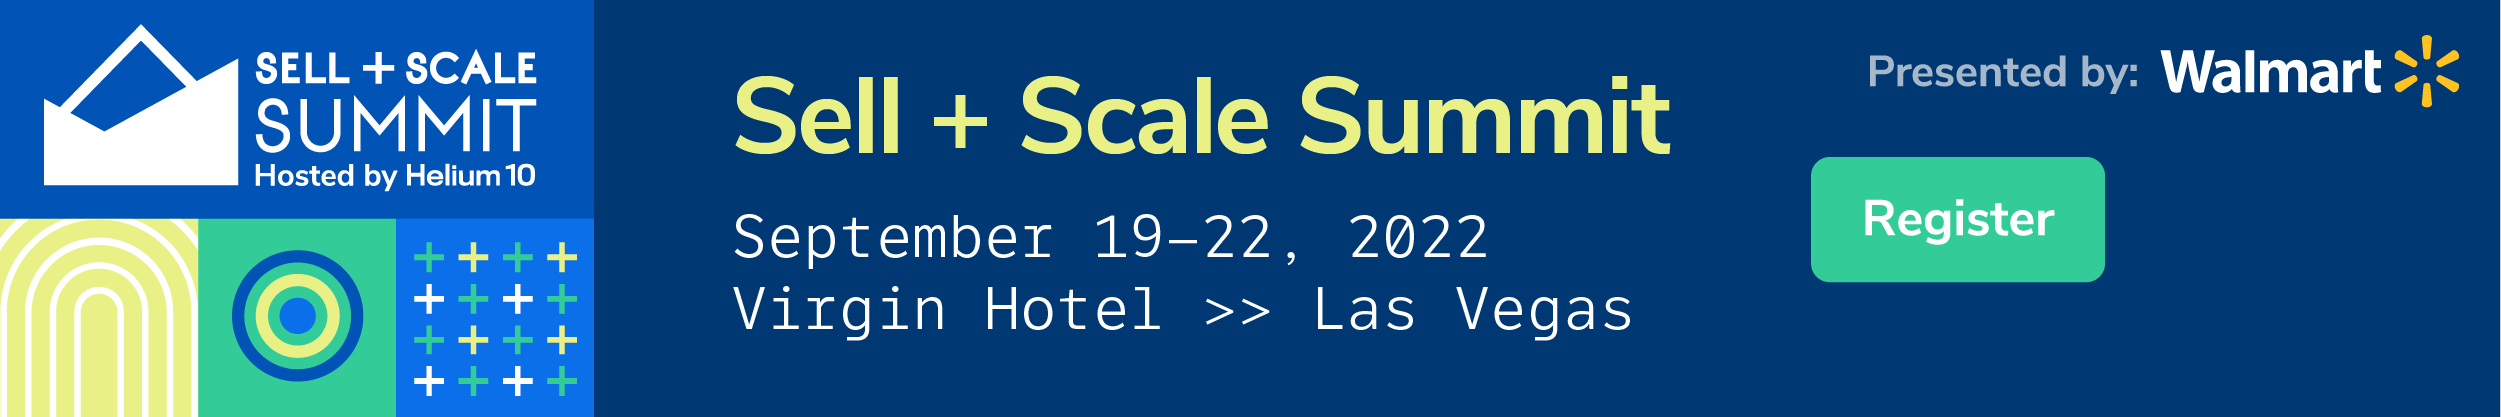 SELL + SCALE
SUMMIT
Hosted by Helium 10
Sell + Scale Summit
September 19–22, 2022
Virgin Hotel >> Las Vegas
Presented by: Walmart
Register